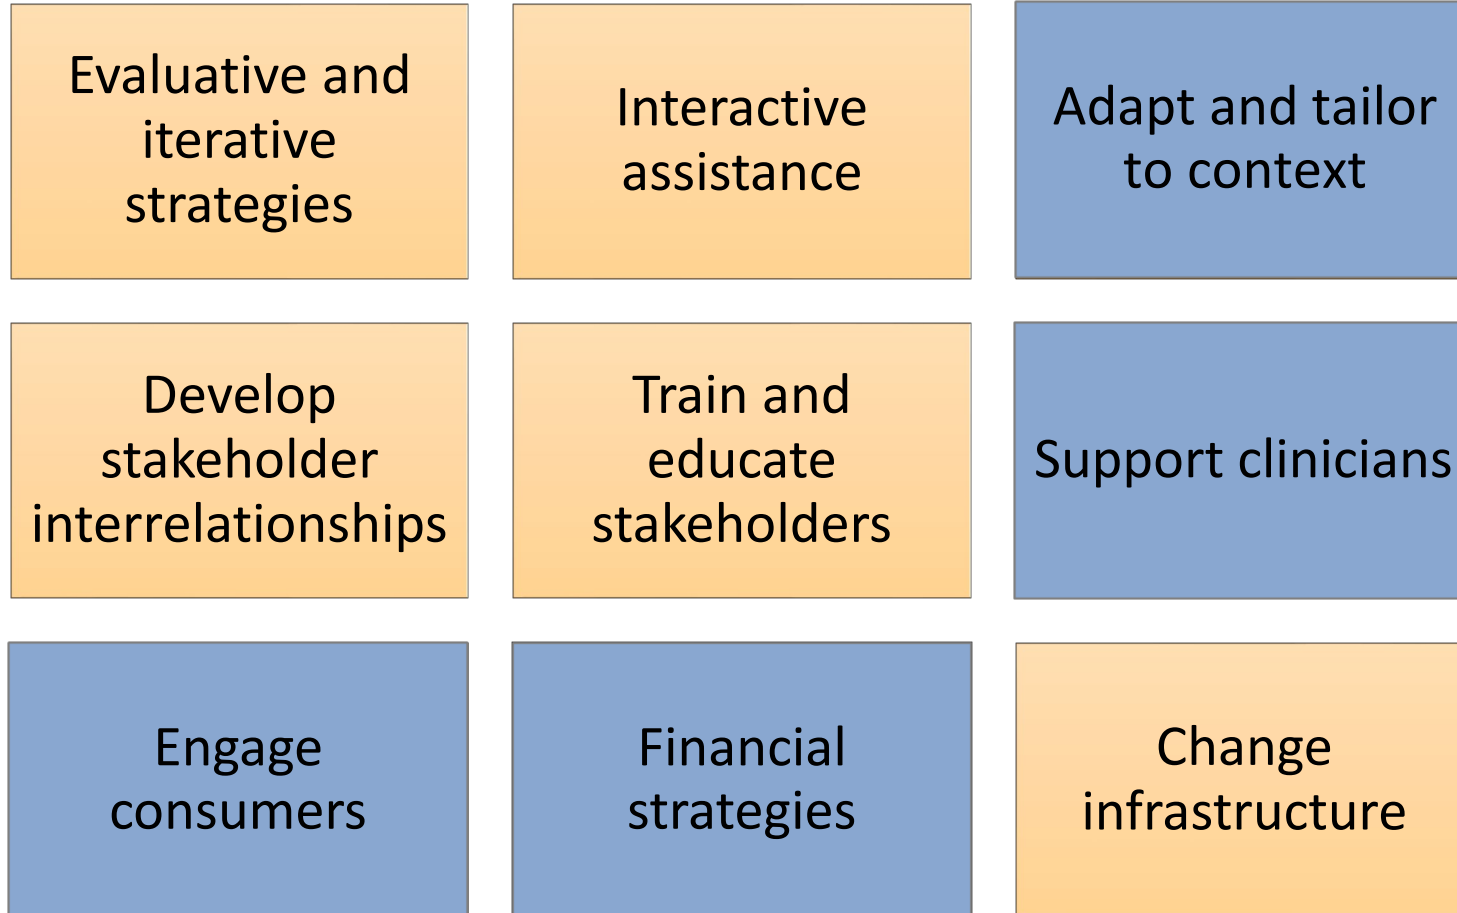 Evaluative and
iterative
strategies
Interactive
assistance
Adapt and tailor
to context
Develop
stakeholder
interrelationships
Train and
educate
stakeholders
Support clinicians
Engage
consumers
Financial
strategies
Change
infrastructure